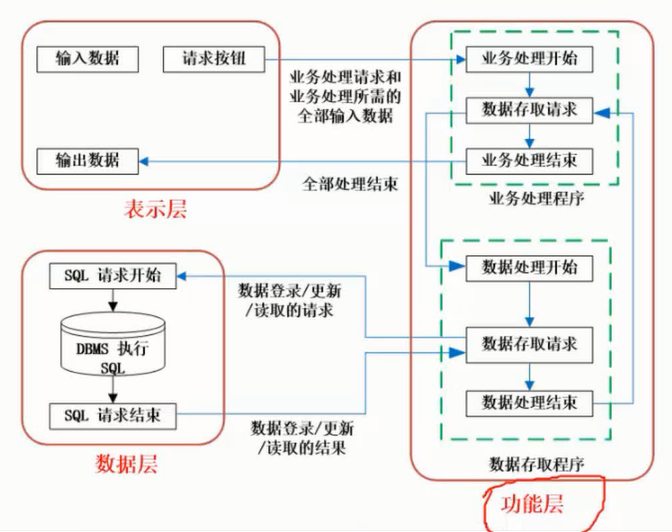 输入数据
请求按钮
业务处理请求和
业务处理所需的
全部输入数据
业务处理开始
数据存取请求
输出数据
业务处理结束
全部处理结束
业务处理程序
表示层
SQL 请求开始
DBMS 执行
SQL
SQL 请求结束
数据层
数据登录/更新
/读取的请求
数据登录/更新
/读取的结果
数据处理开始
数据存取请求
数据处理结束
数据存取程序
功能层